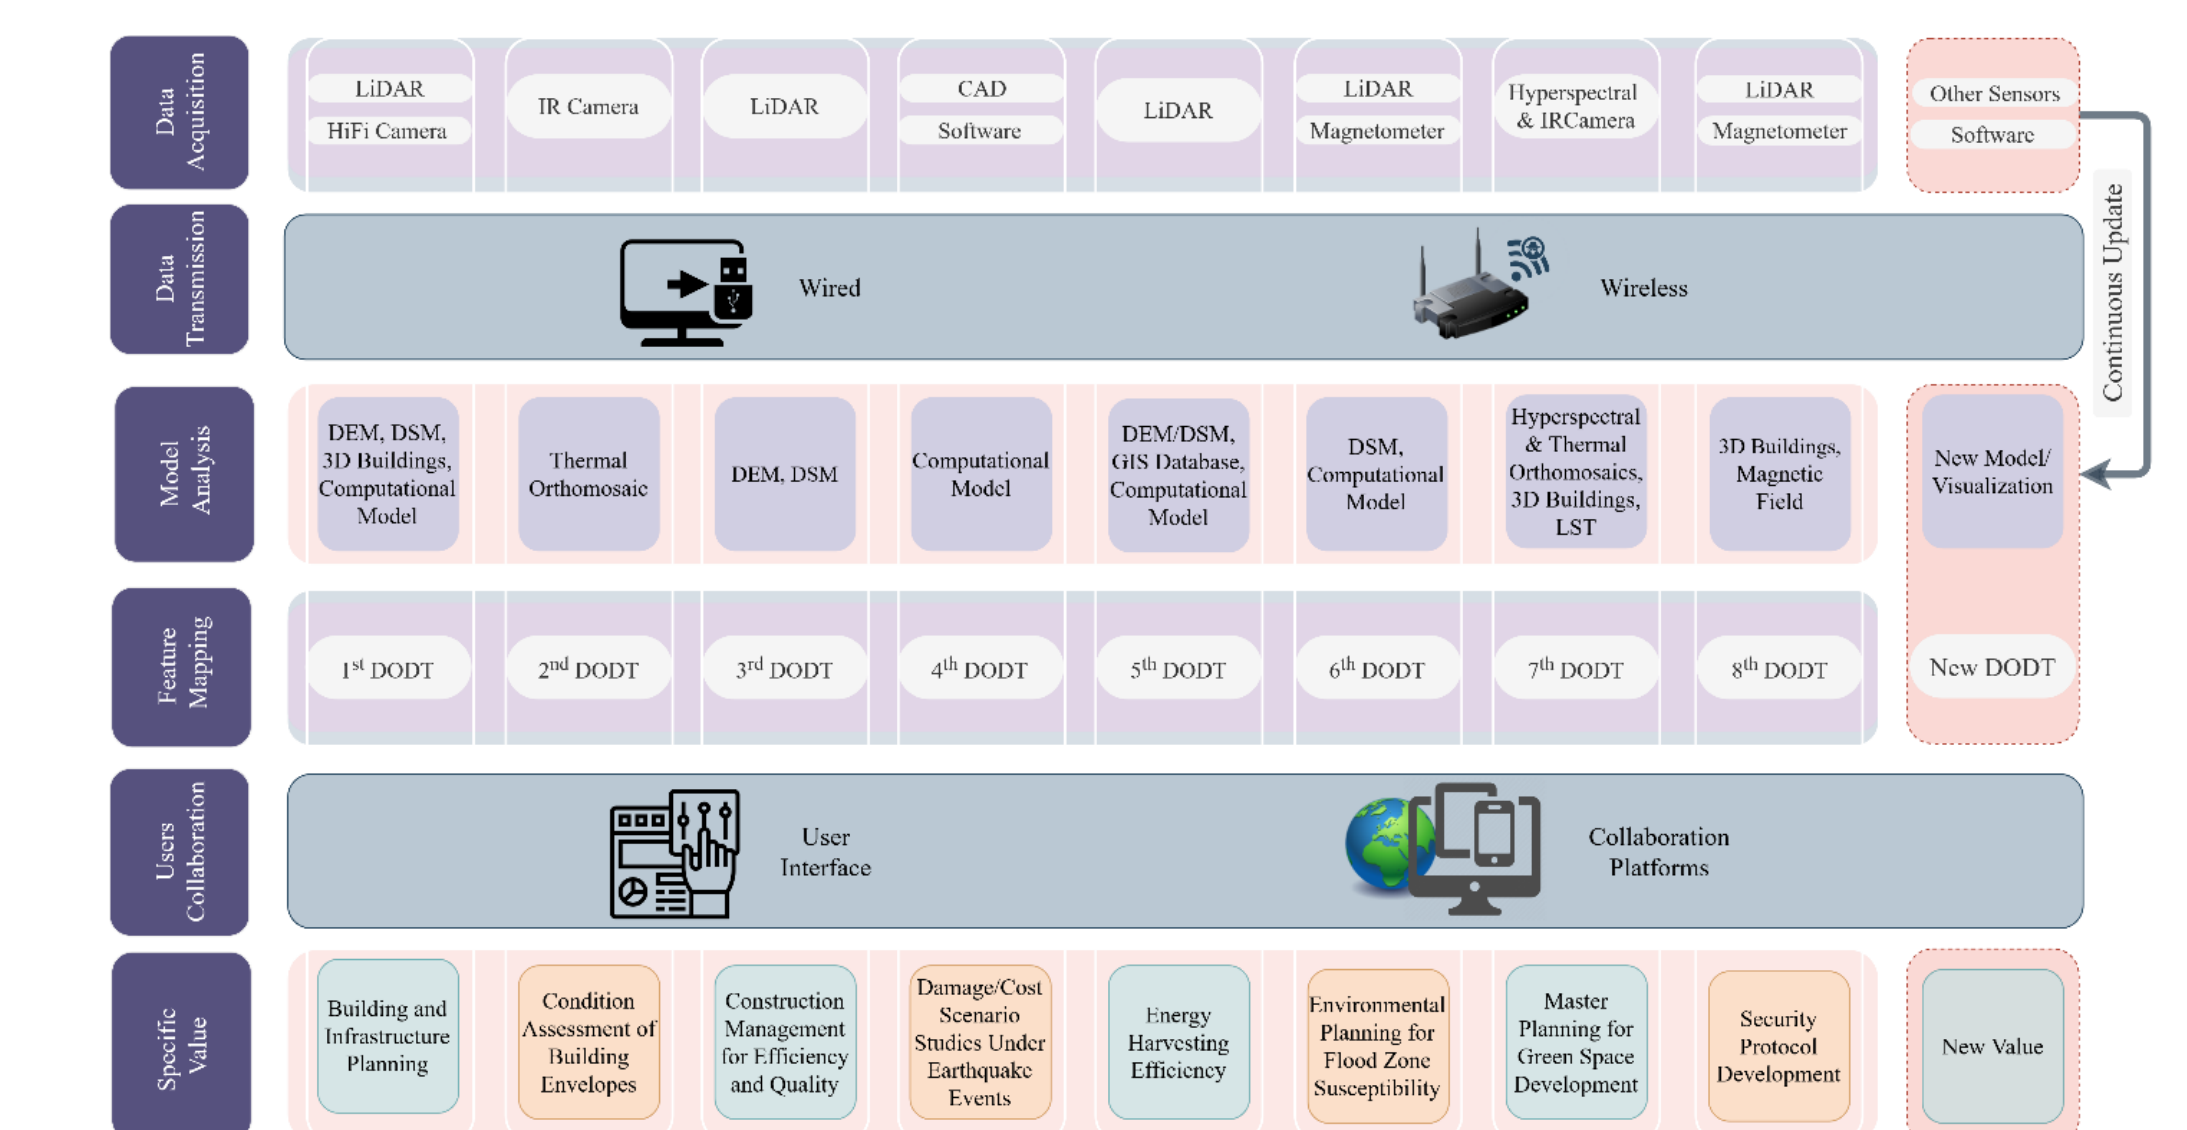 Data
Acquisition
LiDAR
HiFi Camera
IR Camera
LiDAR
CAD
Software
LiDAR
LiDAR
Magnetometer
Hyperspectral
& IRCamera
LiDAR
Magnetometer
Other Sensors
Software
Continuous Update
Data
Transmission
Wired
Wireless
Model
Analysis
DEM, DSM,
3D Buildings,
Computational
Model
Thermal
Orthomosaic
DEM, DSM
Computational
Model
DEM/DSM,
GIS Database,
Computational
Model
DSM,
Computational
Model
Hyperspectral
& Thermal
Orthomosaics,
3D Buildings,
LST
3D Buildings,
Magnetic
Field
New Model/
Visualization
Feature
Mapping
1st DODT
2nd DODT
3rd DODT
4th DODT
5th DODT
6th DODT
7th DODT
8th DODT
New DODT
Users
Collaboration
User
Interface
Collaboration
Platforms
Specific
Value
Building and
Infrastructure
Planning
Condition
Assessment of
Building
Envelopes
Construction
Management
for Efficiency
and Quality
Damage/Cost
Scenario
Studies Under
Earthquake
Events
Energy
Harvesting
Efficiency
Environmental
Planning for
Flood Zone
Susceptibility
Master
Planning for
Green Space
Development
Security
Protocol
Development
New Value